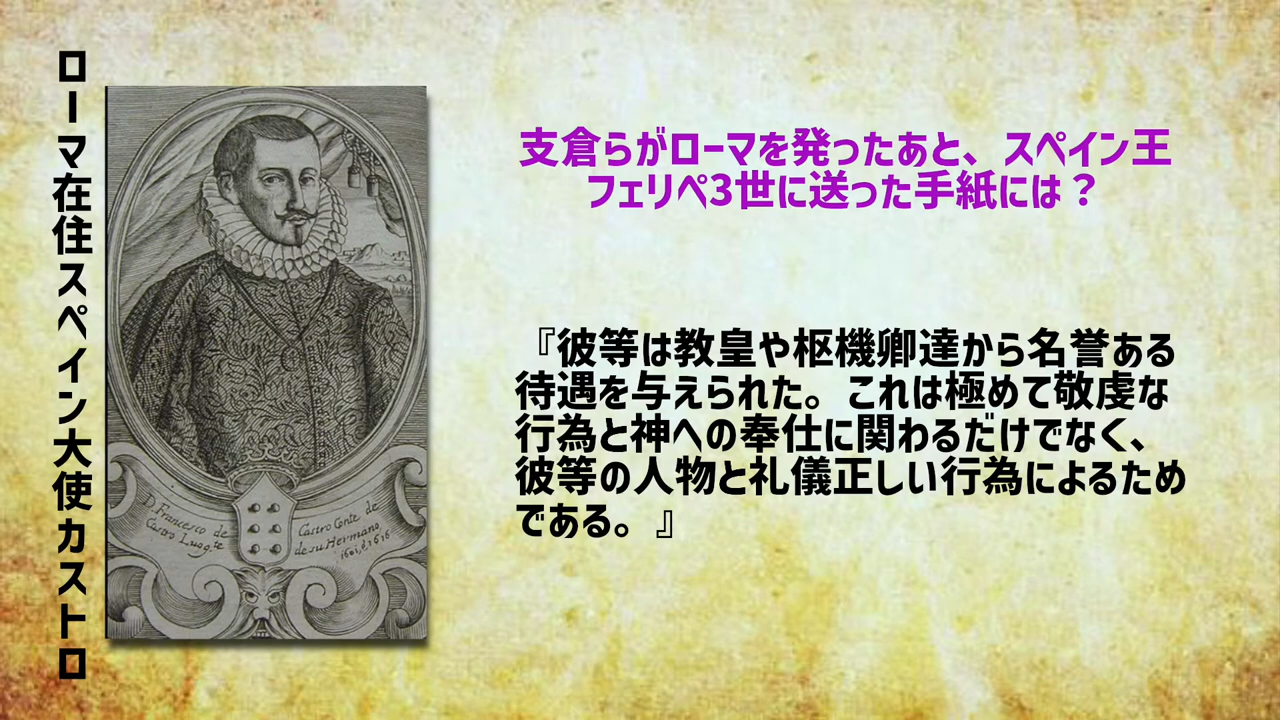 ローマ在住スペイン大使カストロ
支倉らがローマを発ったあと、スペイン王
フェリペ3世に送った手紙には？
『彼等は教皇や枢機卿達から名誉ある
待遇を与えられた。これは極めて敬虔な
行為と神への奉仕に関わるだけでなく、
彼等の人物と礼儀正しい行為によるため
である。』
D. Francesco de
Castro Luog.te
Castro Conte de
de su Hermano